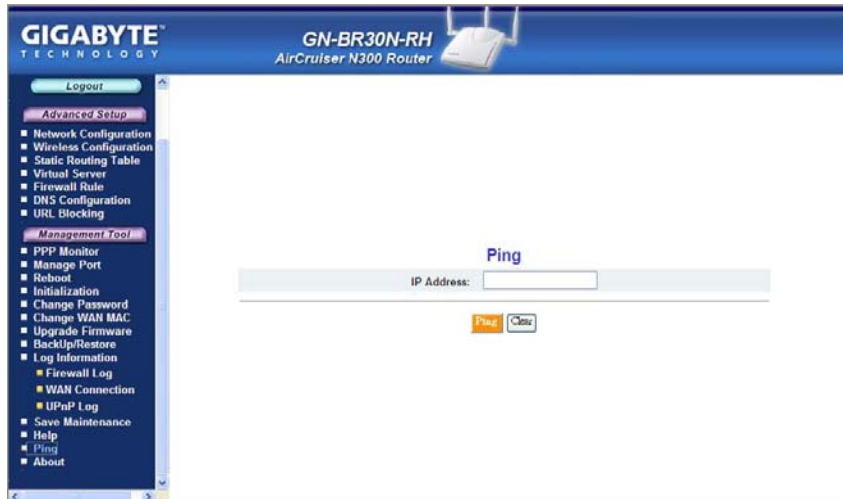 GIGABYTE™
TECHNOLOGY
GN-BR30N-RH
AirCruiser N300 Router
Logout
Advanced Setup
Network Configuration
Wireless Configuration
Static Routing Table
Virtual Server
Firewall Rule
DNS Configuration
URL Blocking
Management Tool
PPP Monitor
Manage Port
Reboot
Initialization
Change Password
Change WAN MAC
Upgrade Firmware
BackUp/Restore
Log Information
Firewall Log
WAN Connection
UPnP Log
Save Maintenance
Help
Ping
About
Ping
IP Address:
Ping Clear